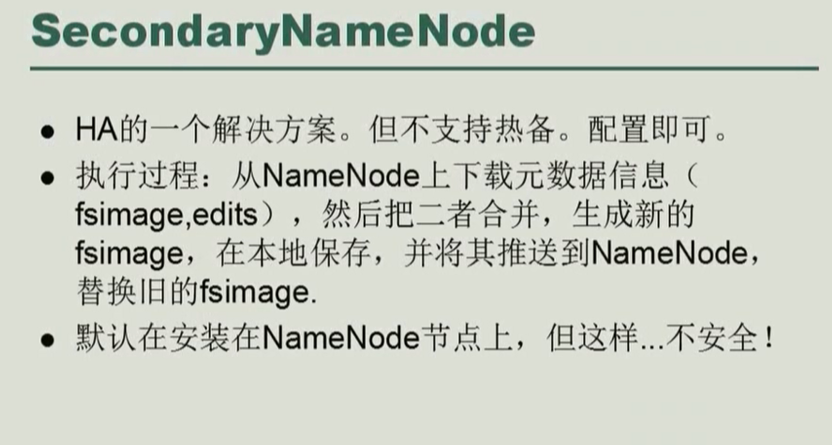 SecondaryNameNode
● HA的一个解决方案。但不支持热备。配置即可。
● 执行过程：从NameNode上下载元数据信息（
fsimage,edits），然后把二者合并，生成新的
fsimage，在本地保存，并将其推送到NameNode，
替换旧的fsimage.
● 默认在安装在NameNode节点上，但这样...不安全！